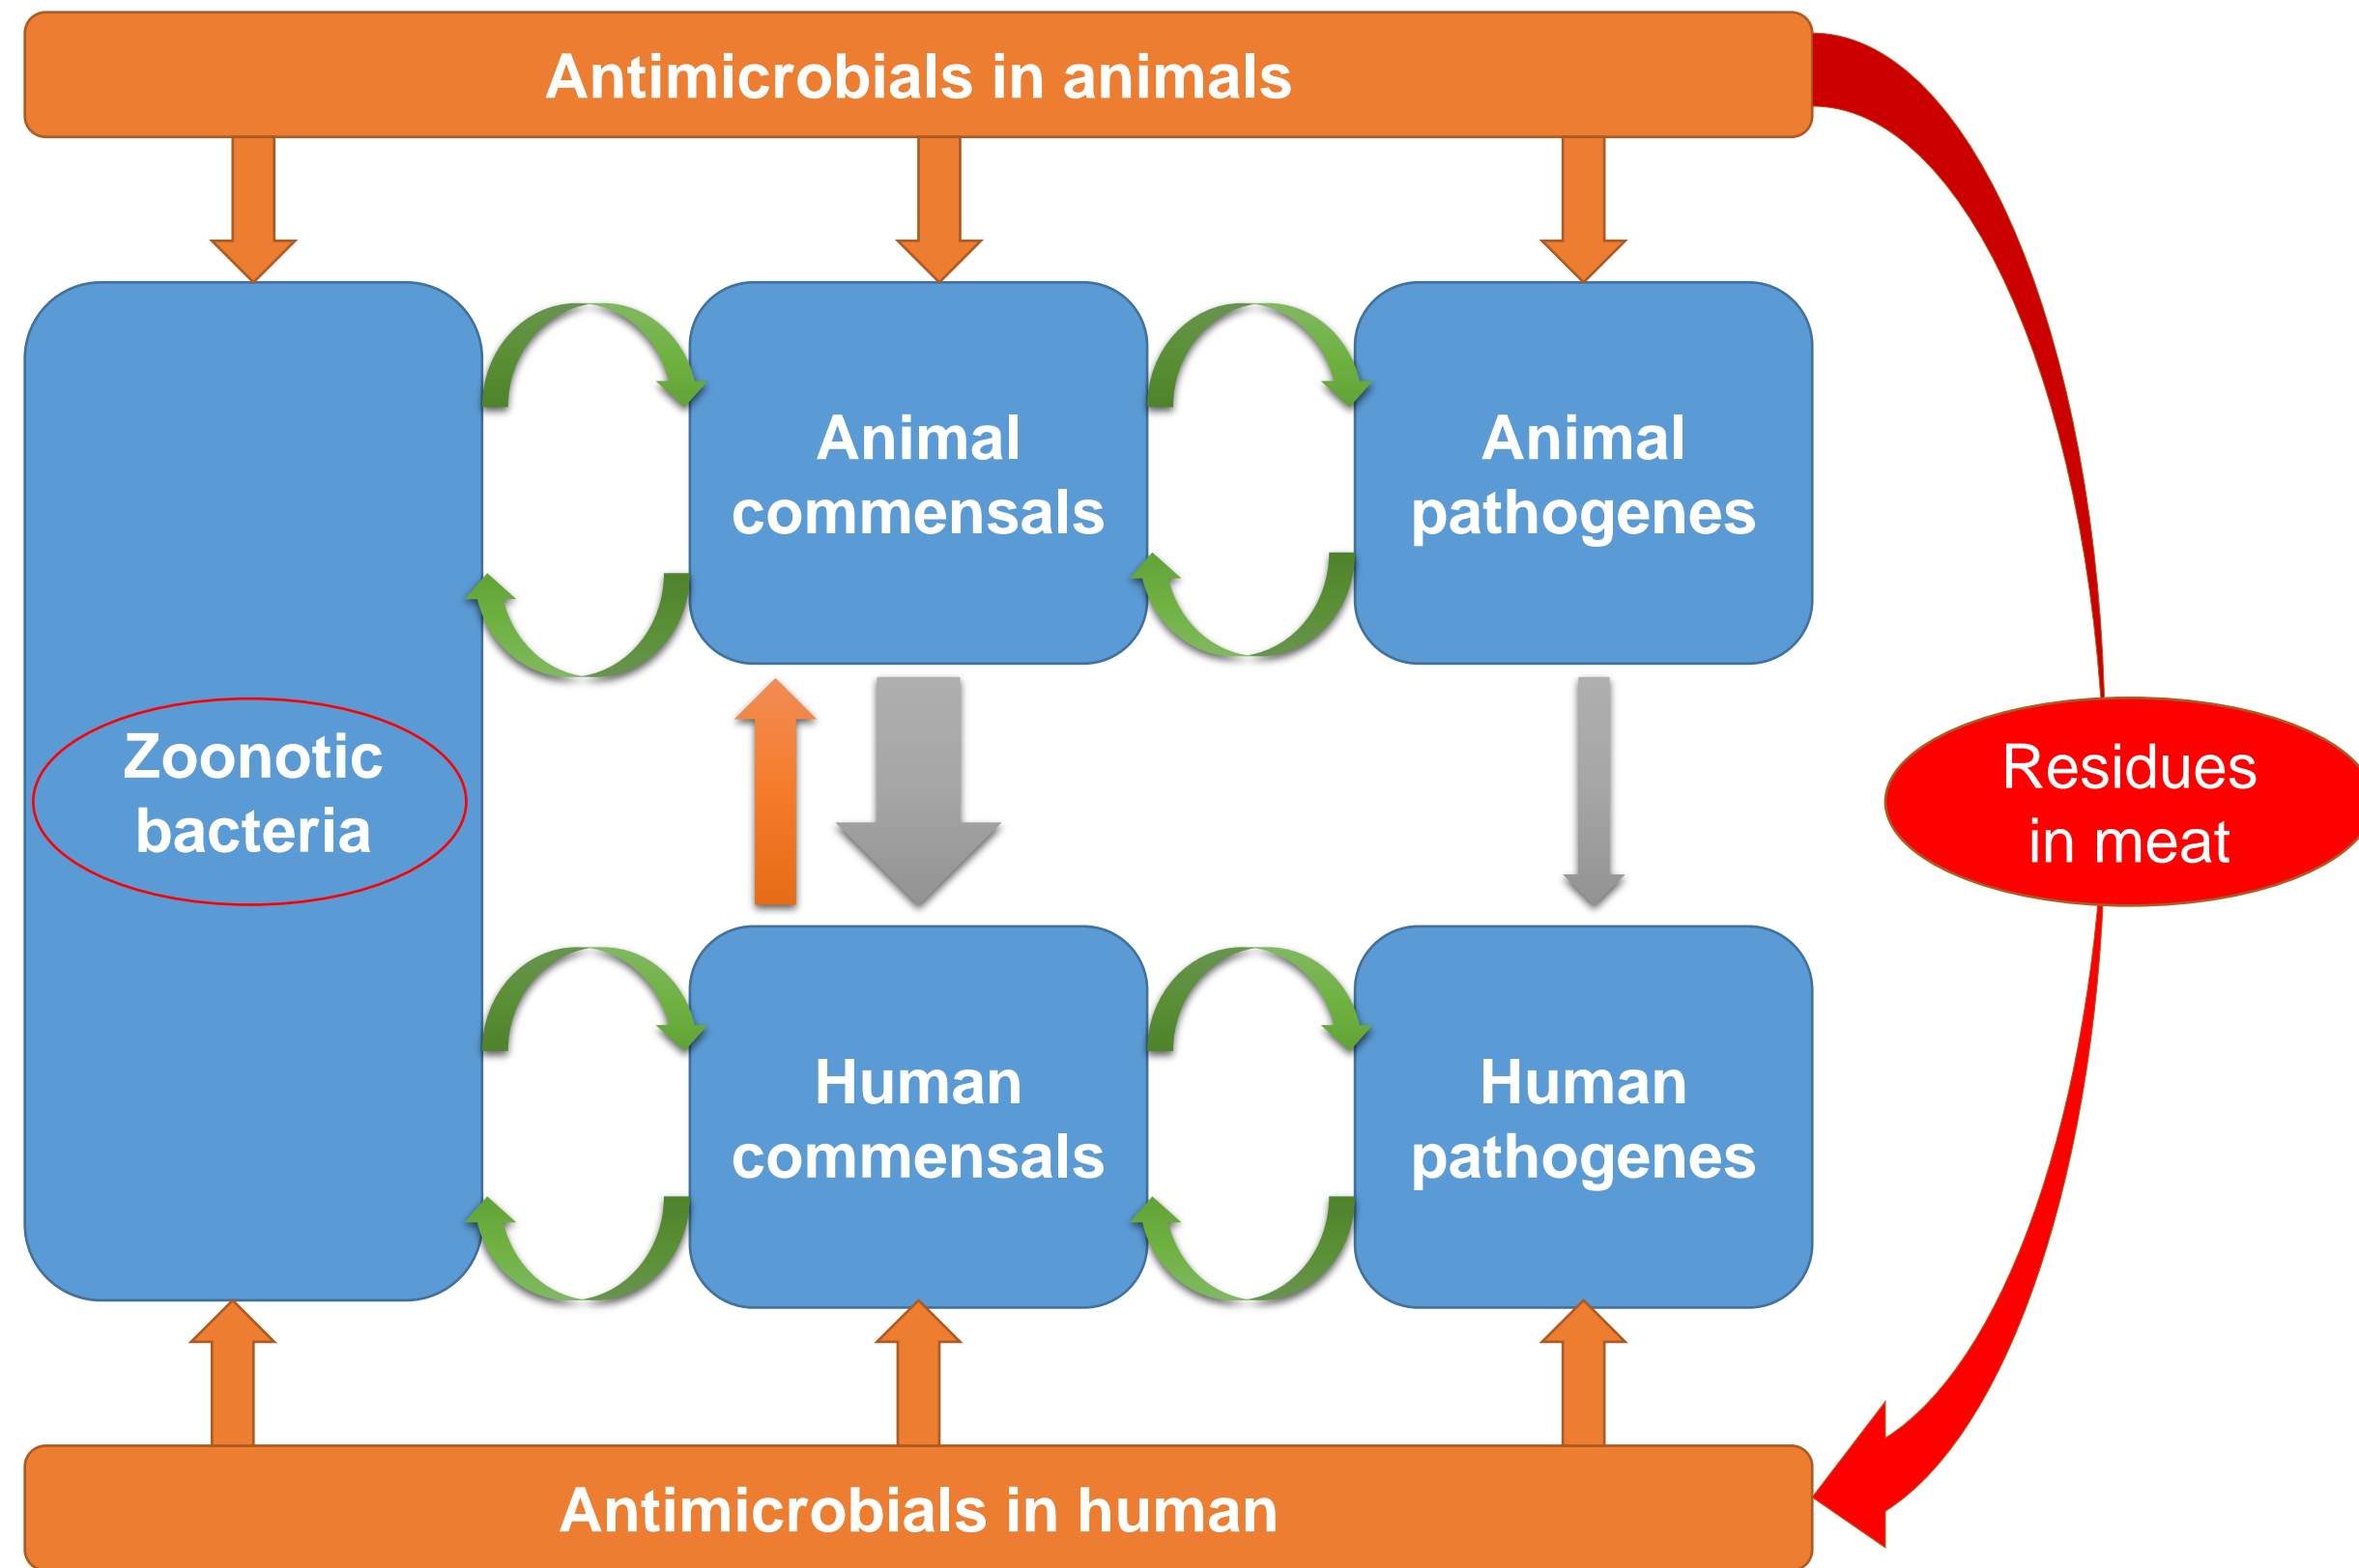 Antimicrobials in animals
Animal
commensals
Animal
pathogenes
Zoonotic
bacteria
Residues
in meat
Human
commensals
Human
pathogenes
Antimicrobials in human